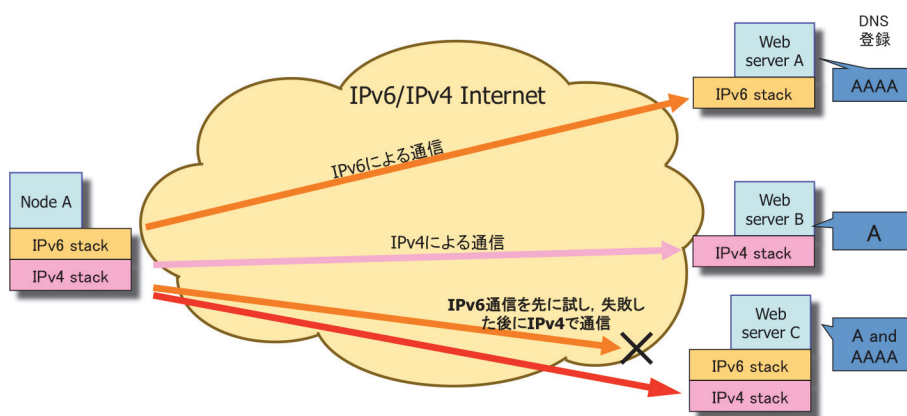 DNS
登録
Web
server A
AAAA
IPv6 stack
IPv6/IPv4 Internet
IPv6による通信
Node A
IPv6 stack
IPv4 stack
Web
server B
A
IPv4 stack
IPv4による通信
IPv6通信を先に試し，失敗し
た後にIPv4で通信
Web
server C
A and
AAAA
IPv6 stack
IPv4 stack